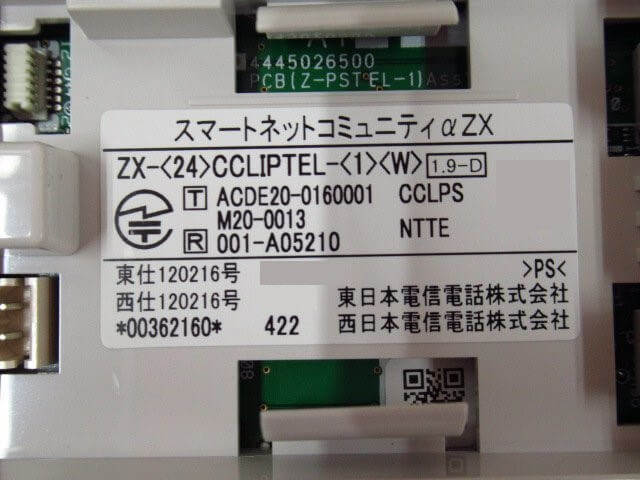 4445026500
PCB(Z-PSTEL-1)Ass
スマートネットコミュニティαZX
ZX-<24>CCLIPTEL-<1><W> 1.9-D
T ACDE20-0160001 CCLPS
M20-0013
R 001-A05210 NTTE
東仕120216号 >PS<
西仕120216号 東日本電信電話株式会社
*00362160* 422 西日本電信電話株式会社